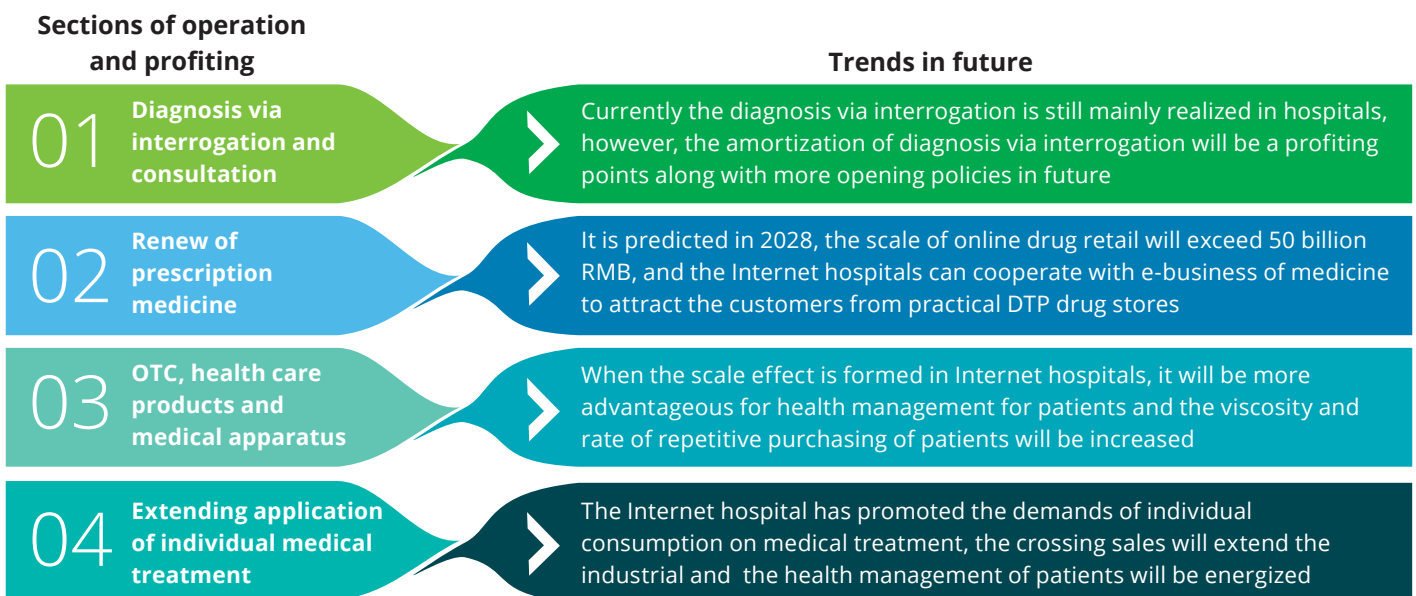 Sections of operation
and profiting
Trends in future
01
Diagnosis via
interrogation and
consultation
Currently the diagnosis via interrogation is still mainly realized in hospitals,
however, the amortization of diagnosis via interrogation will be a profiting
points along with more opening policies in future
02
Renew of
prescription
medicine
It is predicted in 2028, the scale of online drug retail will exceed 50 billion
RMB, and the Internet hospitals can cooperate with e-business of medicine
to attract the customers from practical DTP drug stores
03
OTC, health care
products and
medical apparatus
When the scale effect is formed in Internet hospitals, it will be more
advantageous for health management for patients and the viscosity and
rate of repetitive purchasing of patients will be increased
04
Extending application
of individual medical
treatment
The Internet hospital has promoted the demands of individual
consumption on medical treatment, the crossing sales will extend the
industrial and the health management of patients will be energized